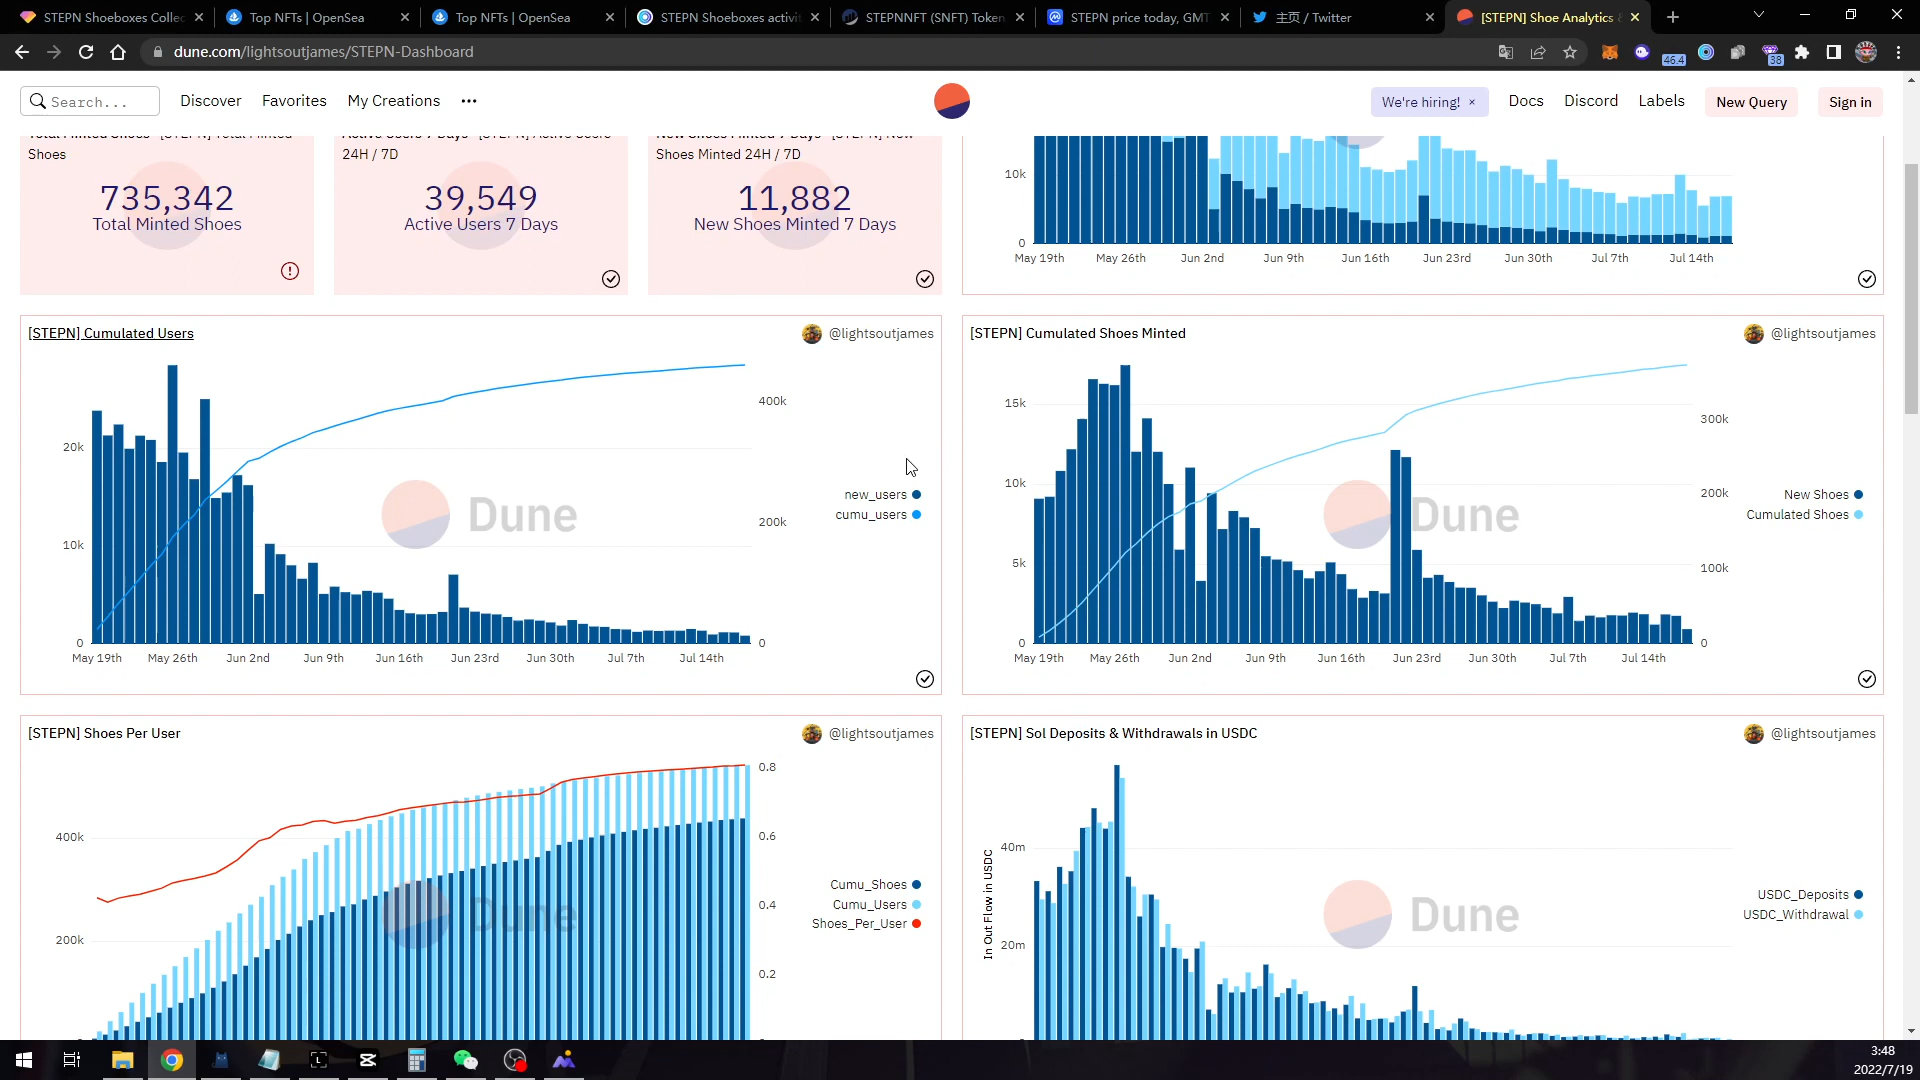 STEPN Shoeboxes Collec
Top NFTs | OpenSea
Top NFTs | OpenSea
STEPN Shoeboxes activit
STEPNNFT (SNFT) Token
STEPN price today, GMT
主页 / Twitter
[STEPN] Shoe Analytics
dune.com/lightsoutjames/STEPN-Dashboard
46.4
38
Search...
Discover
Favorites
My Creations
We're hiring! ×
Docs
Discord
Labels
New Query
Sign in
Shoes
735,342
Total Minted Shoes
24H / 7D
39,549
Active Users 7 Days
Shoes Minted 24H / 7D
11,882
New Shoes Minted 7 Days
10k
0
May 19th May 26th Jun 2nd Jun 9th Jun 16th Jun 23rd Jun 30th Jul 7th Jul 14th
[STEPN] Cumulated Users
@lightsoutjames
20k
10k
0
400k
200k
0
new_users
cumu_users
Dune
May 19th May 26th Jun 2nd Jun 9th Jun 16th Jun 23rd Jun 30th Jul 7th Jul 14th
[STEPN] Cumulated Shoes Minted
@lightsoutjames
15k
10k
5k
0
300k
200k
100k
0
New Shoes
Cumulated Shoes
Dune
May 19th May 26th Jun 2nd Jun 9th Jun 16th Jun 23rd Jun 30th Jul 7th Jul 14th
[STEPN] Shoes Per User
@lightsoutjames
400k
200k
0.8
0.6
0.4
0.2
Cumu_Shoes
Cumu_Users
Shoes_Per_User
Dune
[STEPN] Sol Deposits & Withdrawals in USDC
@lightsoutjames
In Out Flow in USDC
40m
20m
USDC_Deposits
USDC_Withdrawal
Dune
3:48
2022/7/19